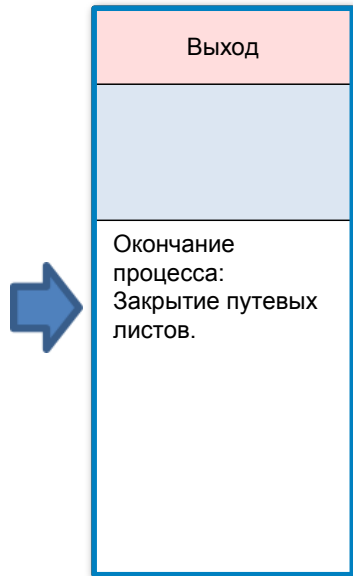 Выход
Окончание
процесса:
Закрытие путевых
листов.